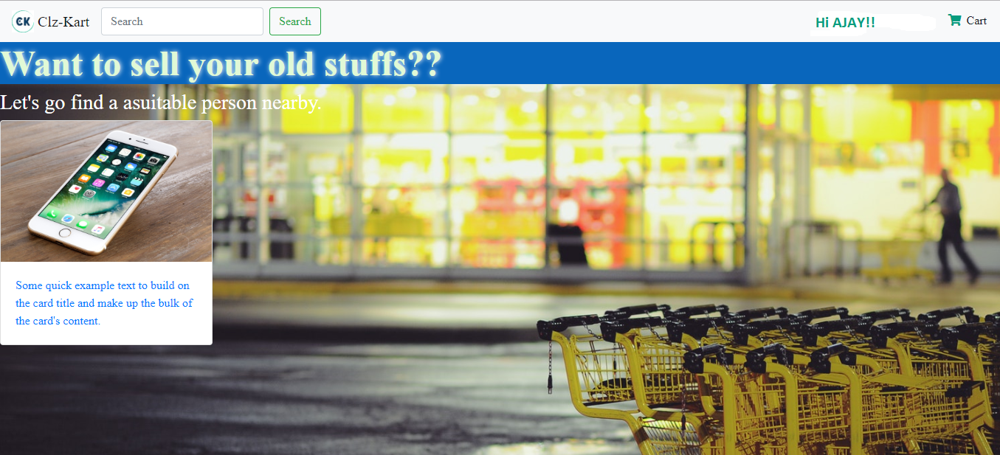 CK Clz-Kart Search Search Hi AJAY!! Cart
Want to sell your old stuffs??
Let's go find a asuitable person nearby.
Some quick example text to build on
the card title and make up the bulk of
the card's content.